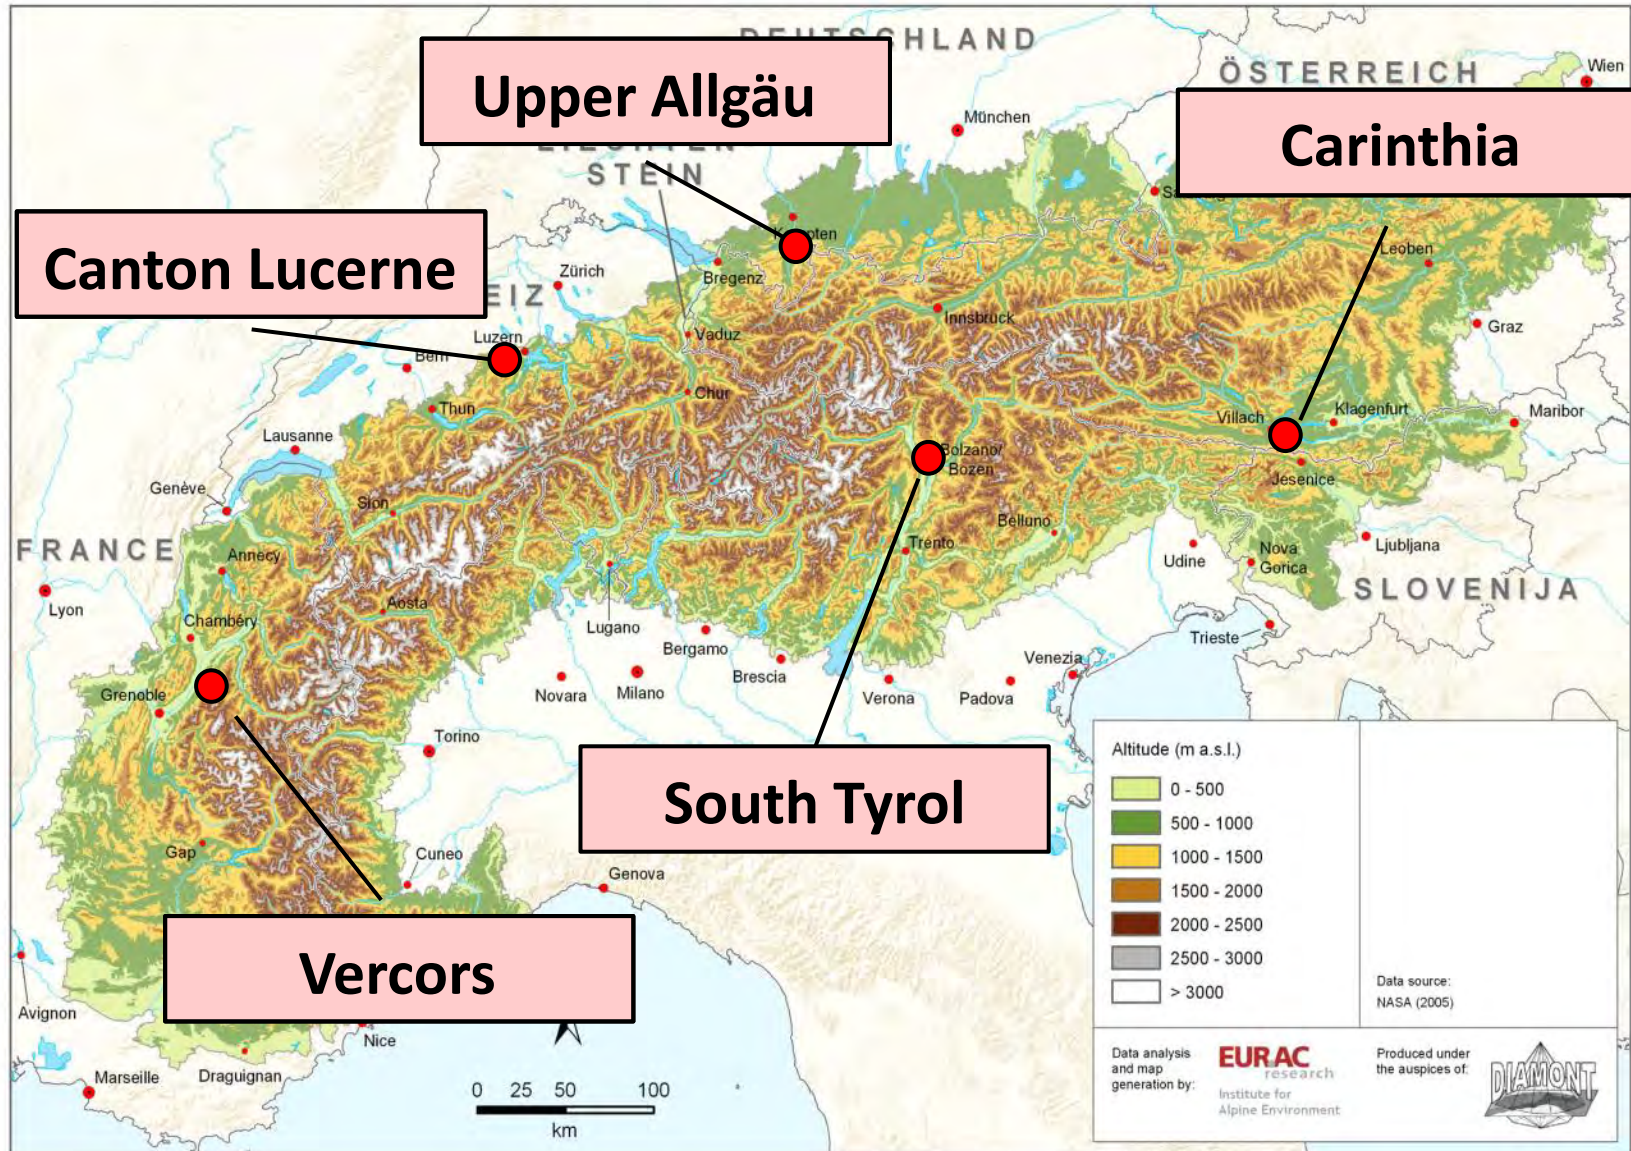 DEUTSCHLAND
ÖSTERREICH
Wien
Upper Allgäu
München
Carinthia
LIECHTEN
STEIN
Canton Lucerne
Kempten
Leoben
Zürich
Bregenz
EIZ
Innsbruck
Graz
Luzern
Vaduz
Bern
Chur
Thun
Villach
Klagenfurt
Maribor
Lausanne
Bolzano/
Bozen
Jesenice
Genève
Sion
Belluno
FRANCE
Annecy
Trento
Udine
Nova
Gorica
Ljubljana
SLOVENIJA
Lyon
Aosta
Chambéry
Lugano
Trieste
Bergamo
Brescia
Venezia
Grenoble
Novara
Milano
Verona
Padova
Torino
South Tyrol
Gap
Cuneo
Genova
Vercors
Avignon
Nice
Marseille
Draguignan
0 25 50 100
km
Altitude (m a.s.l.)
0 - 500
500 - 1000
1000 - 1500
1500 - 2000
2000 - 2500
2500 - 3000
> 3000
Data source:
NASA (2005)
Data analysis
and map
generation by:
EURAC
research
Institute for
Alpine Environment
Produced under
the auspices of:
DIAMONT